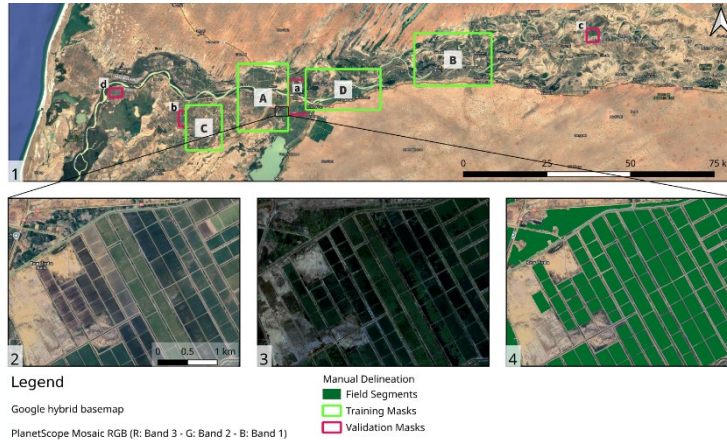 c
B
d
a
A
D
b
C
1
0 25 50 75 km
2
0 0.5 1 km
3
4
Legend
Manual Delineation
Field Segments
Google hybrid basemap
Training Masks
PlanetScope Mosaic RGB (R: Band 3 - G: Band 2 - B: Band 1)
Validation Masks